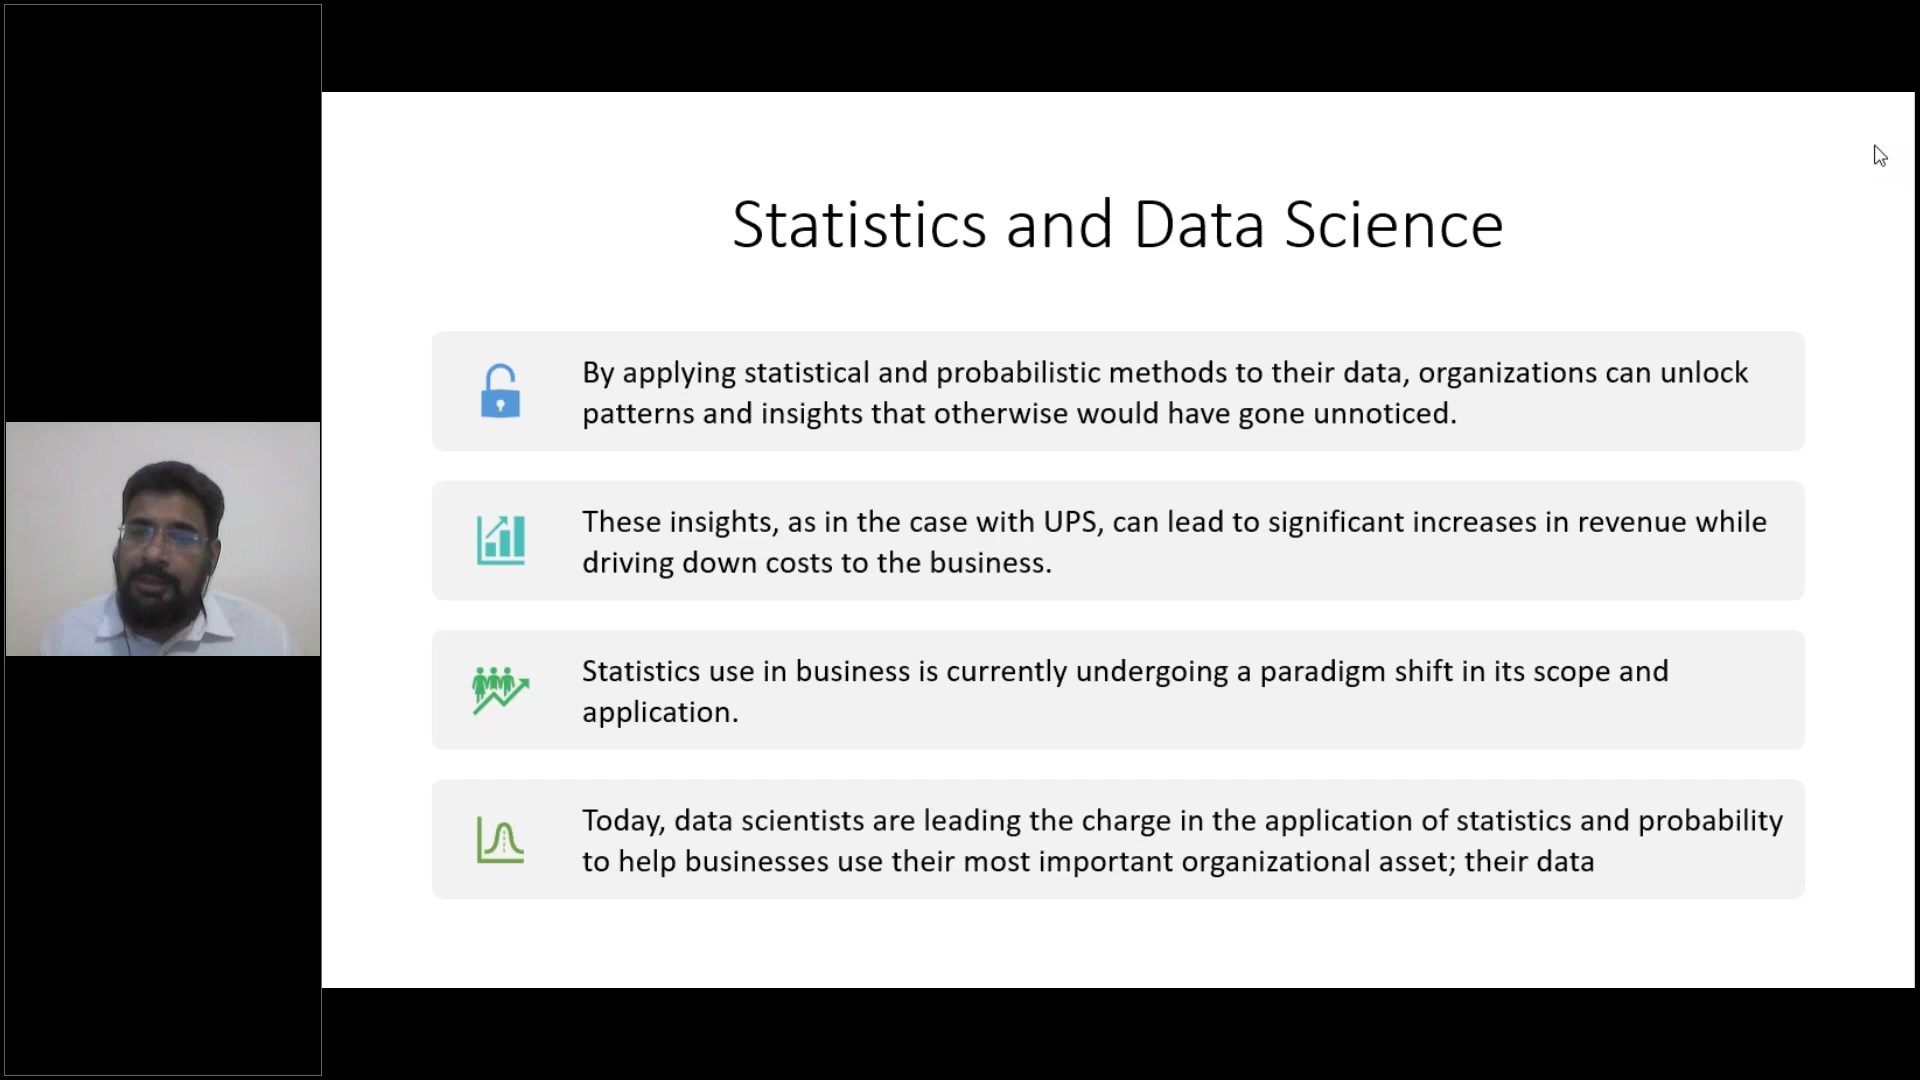 Statistics and Data Science
By applying statistical and probabilistic methods to their data, organizations can unlock
patterns and insights that otherwise would have gone unnoticed.
These insights, as in the case with UPS, can lead to significant increases in revenue while
driving down costs to the business.
Statistics use in business is currently undergoing a paradigm shift in its scope and
application.
Today, data scientists are leading the charge in the application of statistics and probability
to help businesses use their most important organizational asset; their data